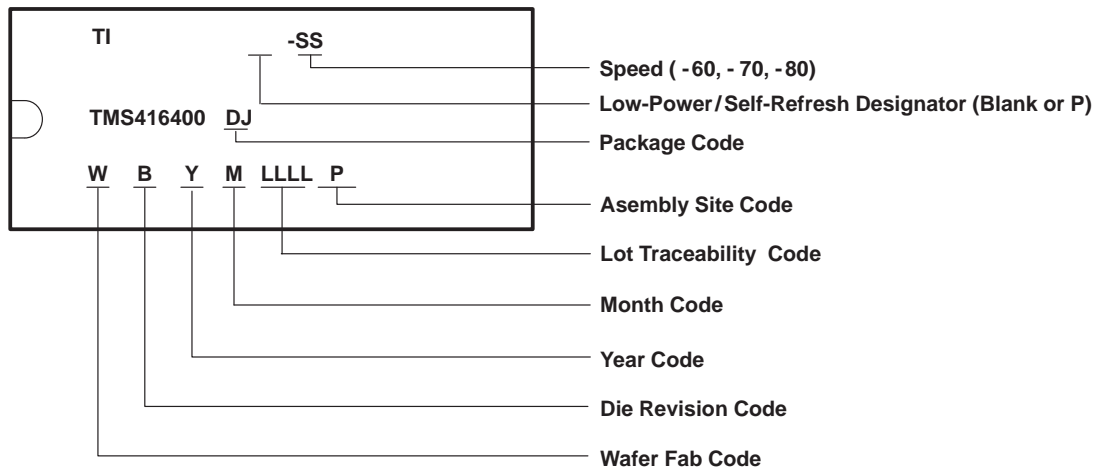 TI
-SS
Speed ( -60, - 70, -80)
Low-Power/Self-Refresh Designator (Blank or P)
TMS416400 DJ
Package Code
W B Y M LLLL P
Asembly Site Code
Lot Traceability Code
Month Code
Year Code
Die Revision Code
Wafer Fab Code